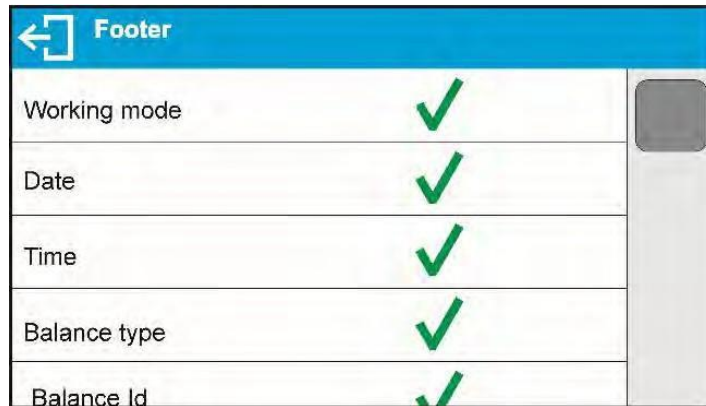 Footer
Working mode
Date
Time
Balance type
Balance Id